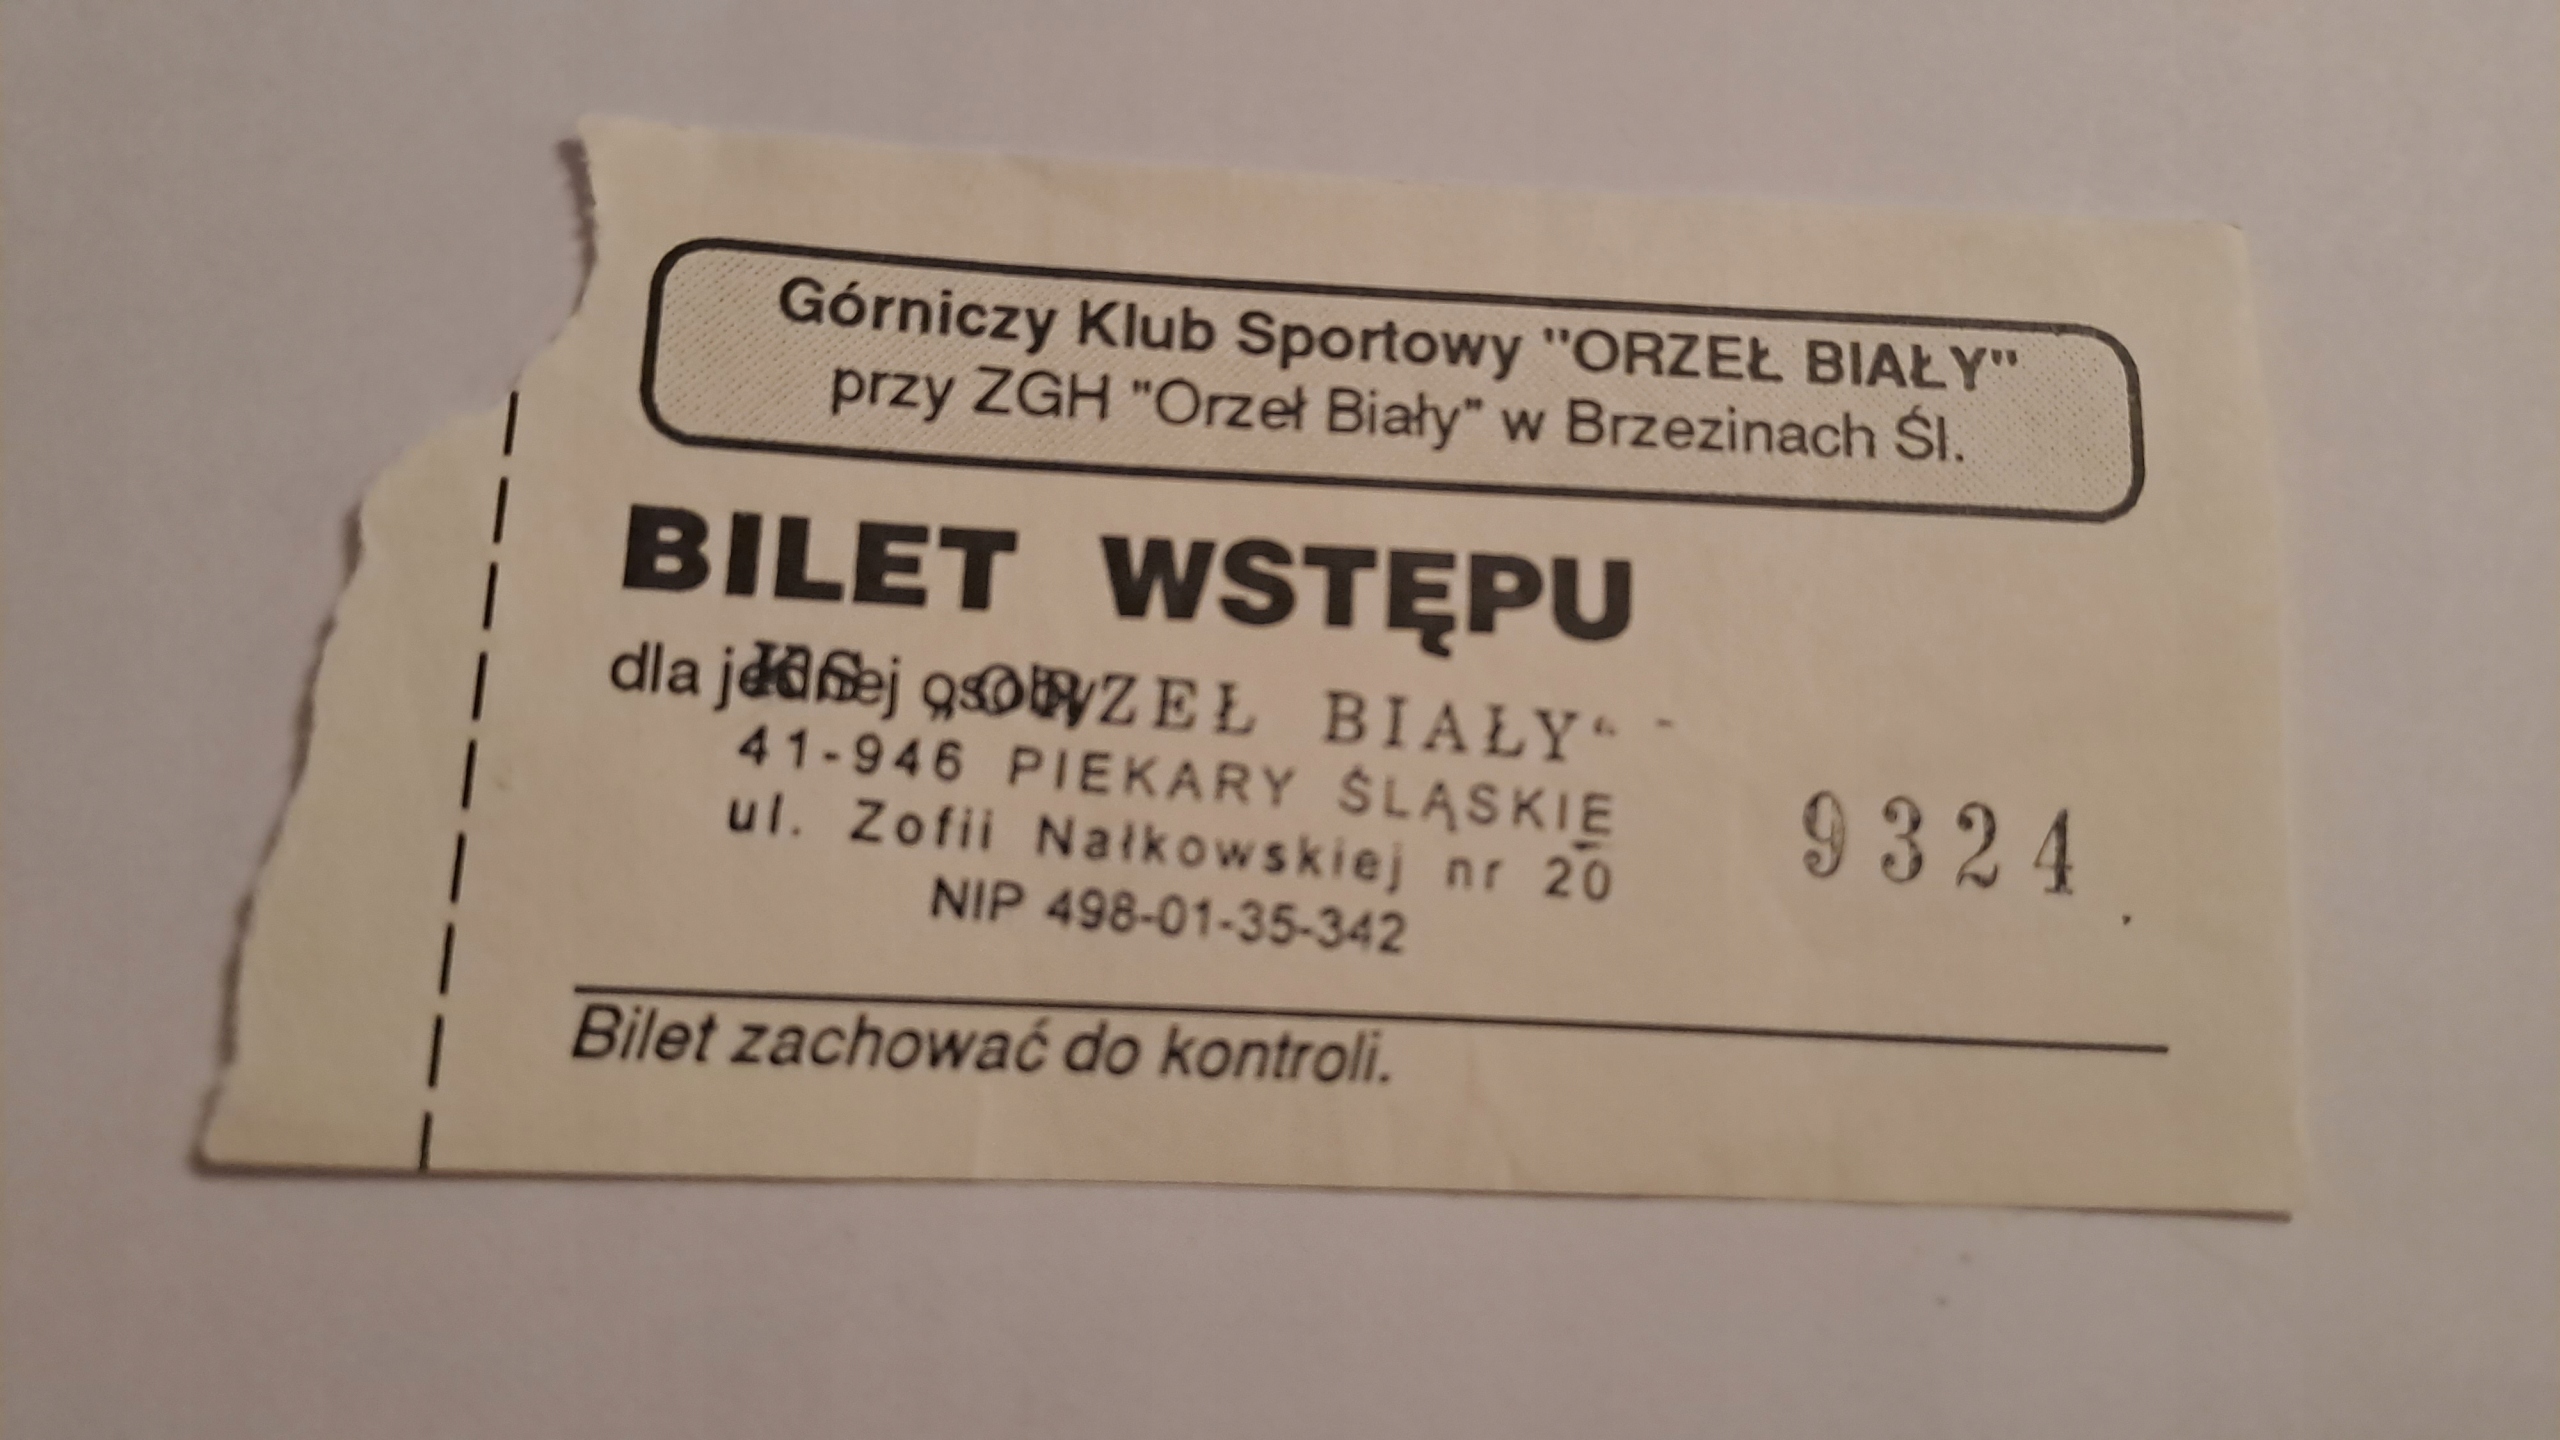 Górniczy Klub Sportowy "ORZEŁ BIAŁY"
przy ZGH "Orzeł Biały" w Brzezinach Śl.
BILET WSTĘPU
dla jednej osoby
KS „ORZEŁ BIAŁY“
41-946 PIEKARY ŚLĄSKIE
ul. Zofii Nałkowskiej nr 20
NIP 498-01-35-342
9324
Bilet zachować do kontroli.